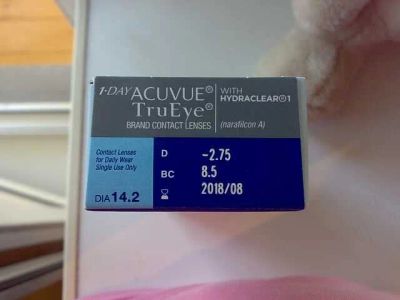 1-DAY ACUVUE® WITH
TruEye® HYDRACLEAR®1
BRAND CONTACT LENSES (narafilcon A)
Contact Lenses
for Daily Wear
Single Use Only
DIA 14.2
D -2.75
BC 8.5
2018/08